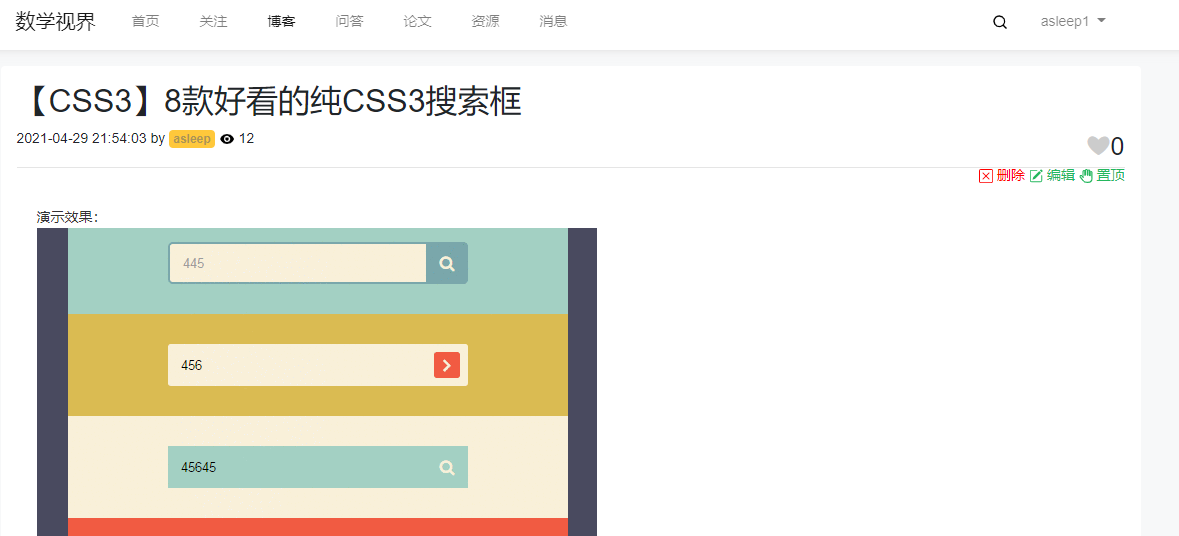 数学视界 首页 关注 博客 问答 论文 资源 消息 asleep1
【CSS3】8款好看的纯CSS3搜索框
2021-04-29 21:54:03 by asleep 12
0
删除 编辑 置顶
演示效果：
445
456
45645